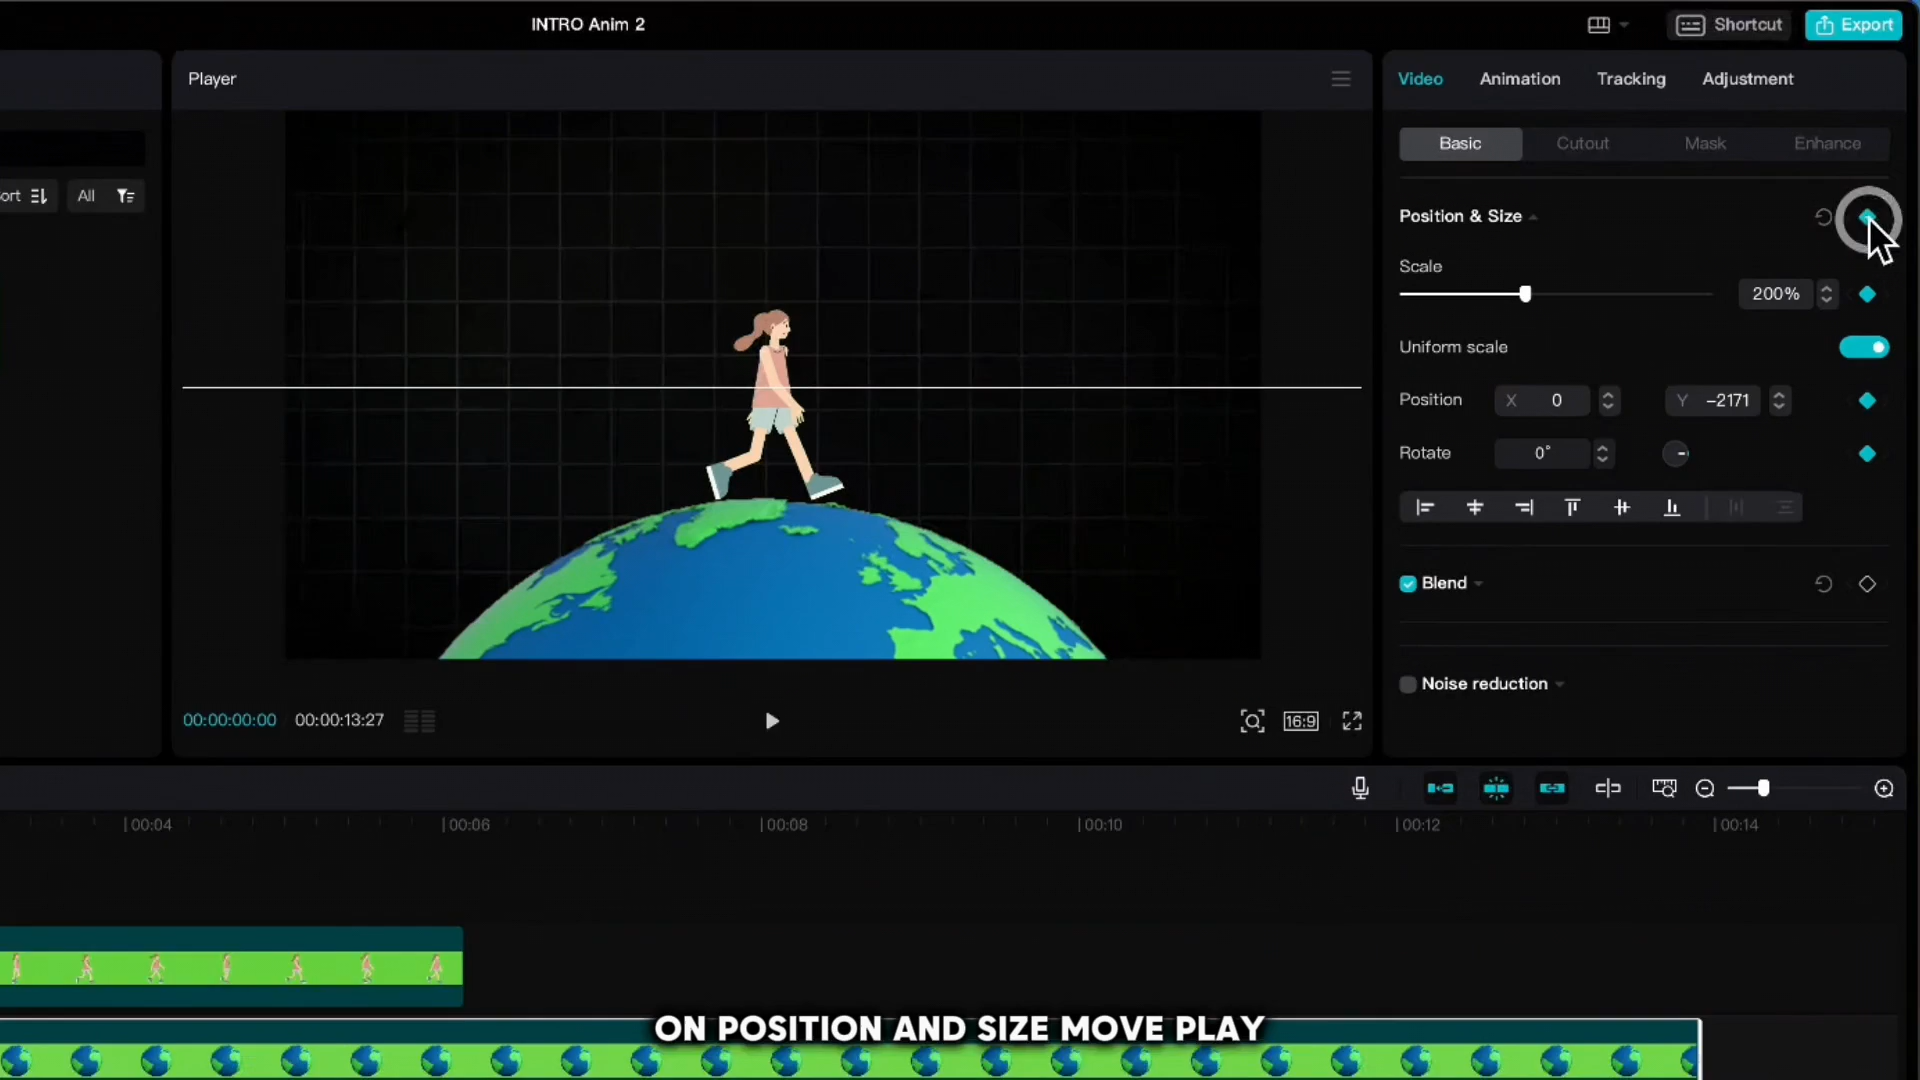 INTRO Anim 2
Shortcut
Export
Player
Video
Animation
Tracking
Adjustment
Basic
Cutout
Mask
Enhance
ort
All
Position & Size
Scale
200%
Uniform scale
Position
X 0
Y -2171
Rotate
0°
Blend
Noise reduction
00:00:00:00
00:00:13:27
16:9
00:04
00:06
00:08
00:10
00:12
00:14
ON POSITION AND SIZE MOVE PLAY